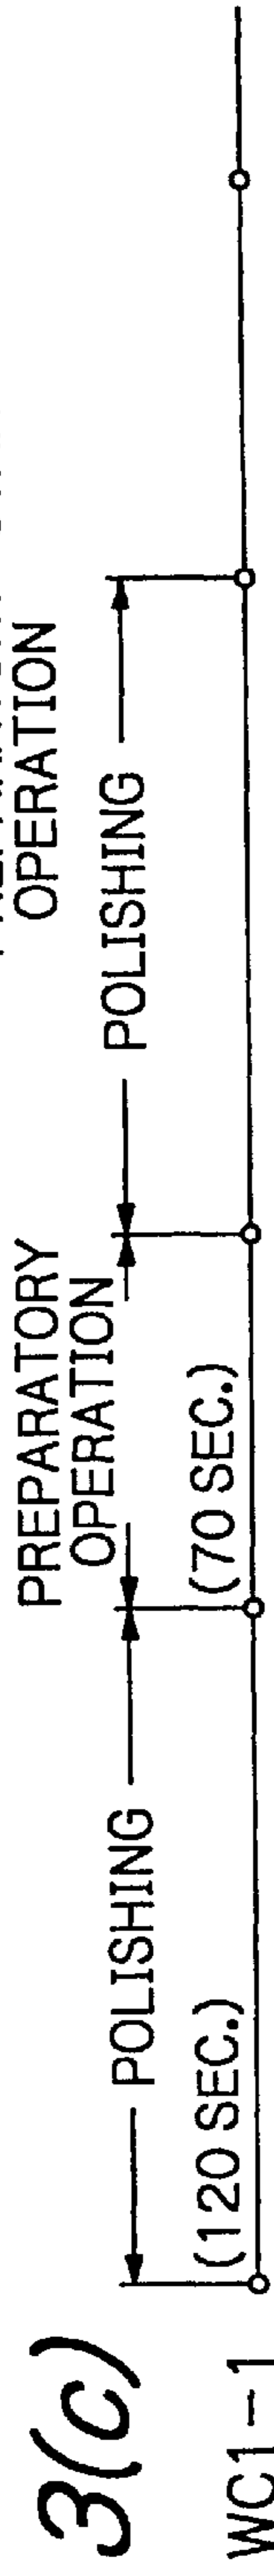 3(c)
PREPARATORY
OPERATION
OPERATION
POLISHING
POLISHING
(120 SEC.)
(70 SEC.)
WC1-1